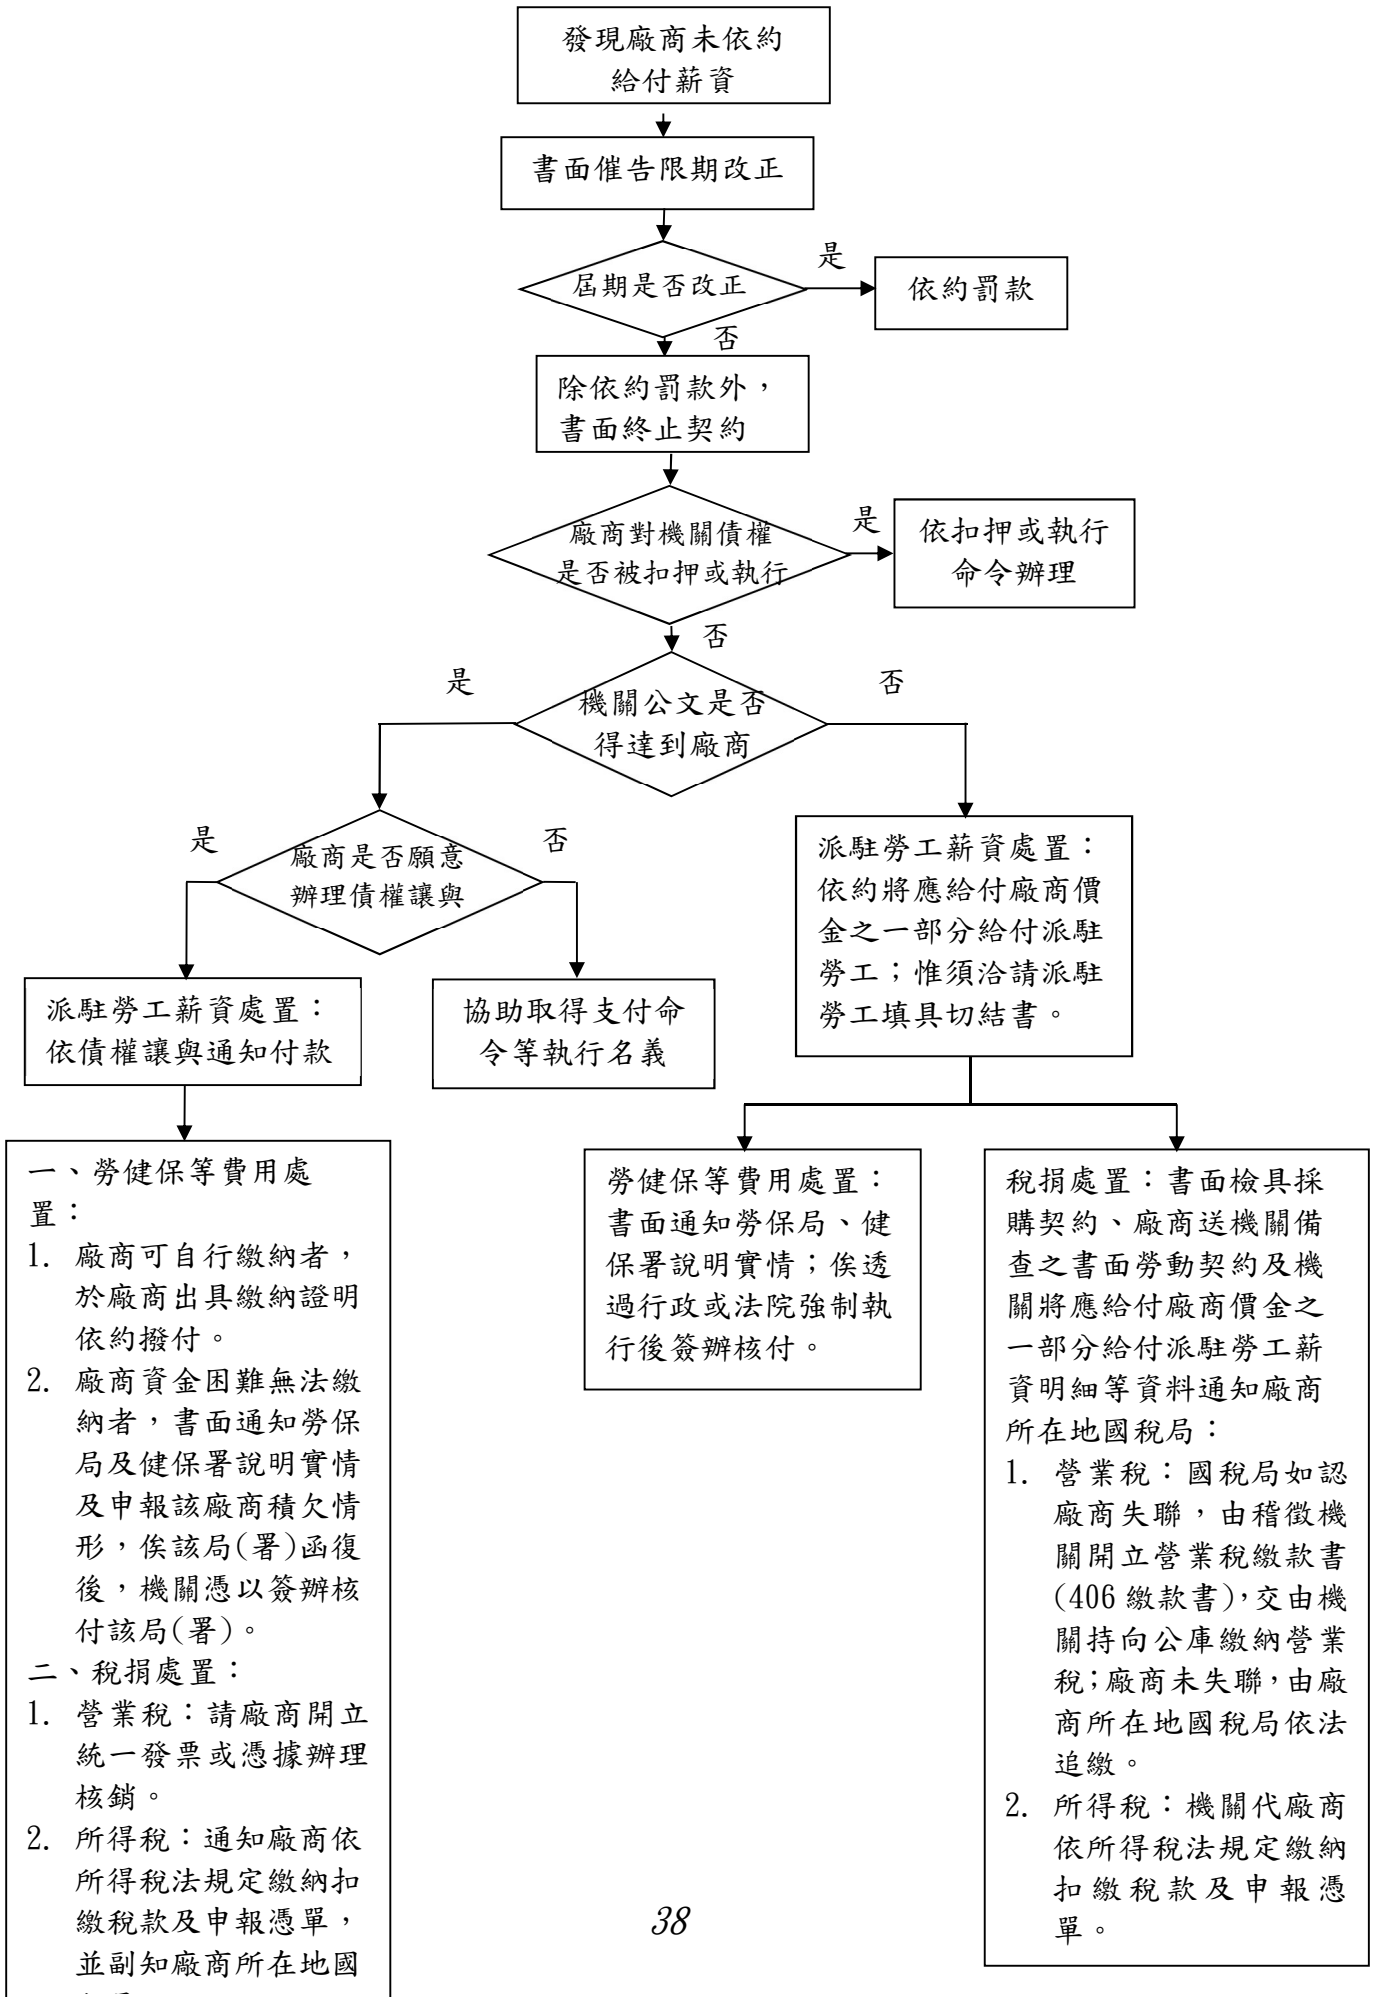 發現廠商未依約
給付薪資
書面催告限期改正
屆期是否改正
是
依約罰款
否
除依約罰款外，
書面終止契約
廠商對機關債權
是否被扣押或執行
是
依扣押或執行
命令辦理
否
機關公文是否
得達到廠商
是
否
廠商是否願意
辦理債權讓與
是
否
派駐勞工薪資處置：
依債權讓與通知付款
協助取得支付命
令等執行名義
派駐勞工薪資處置：
依約將應給付廠商價
金之一部分給付派駐
勞工；惟須洽請派駐
勞工填具切結書。
一、勞健保等費用處
置：
1. 廠商可自行繳納者，
於廠商出具繳納證明
依約撥付。
2. 廠商資金困難無法繳
納者，書面通知勞保
局及健保署說明實情
及申報該廠商積欠情
形，俟該局(署)函復
後，機關憑以簽辦核
付該局(署)。
二、稅捐處置：
1. 營業稅：請廠商開立
統一發票或憑據辦理
核銷。
2. 所得稅：通知廠商依
所得稅法規定繳納扣
繳稅款及申報憑單，
並副知廠商所在地國
勞健保等費用處置：
書面通知勞保局、健
保署說明實情；俟透
過行政或法院強制執
行後簽辦核付。
稅捐處置：書面檢具採
購契約、廠商送機關備
查之書面勞動契約及機
關將應給付廠商價金之
一部分給付派駐勞工薪
資明細等資料通知廠商
所在地國稅局：
1. 營業稅：國稅局如認
廠商失聯，由稽徵機
關開立營業稅繳款書
(406 繳款書)，交由機
關持向公庫繳納營業
稅；廠商未失聯，由廠
商所在地國稅局依法
追繳。
2. 所得稅：機關代廠商
依所得稅法規定繳納
扣繳稅款及申報憑
單。
38